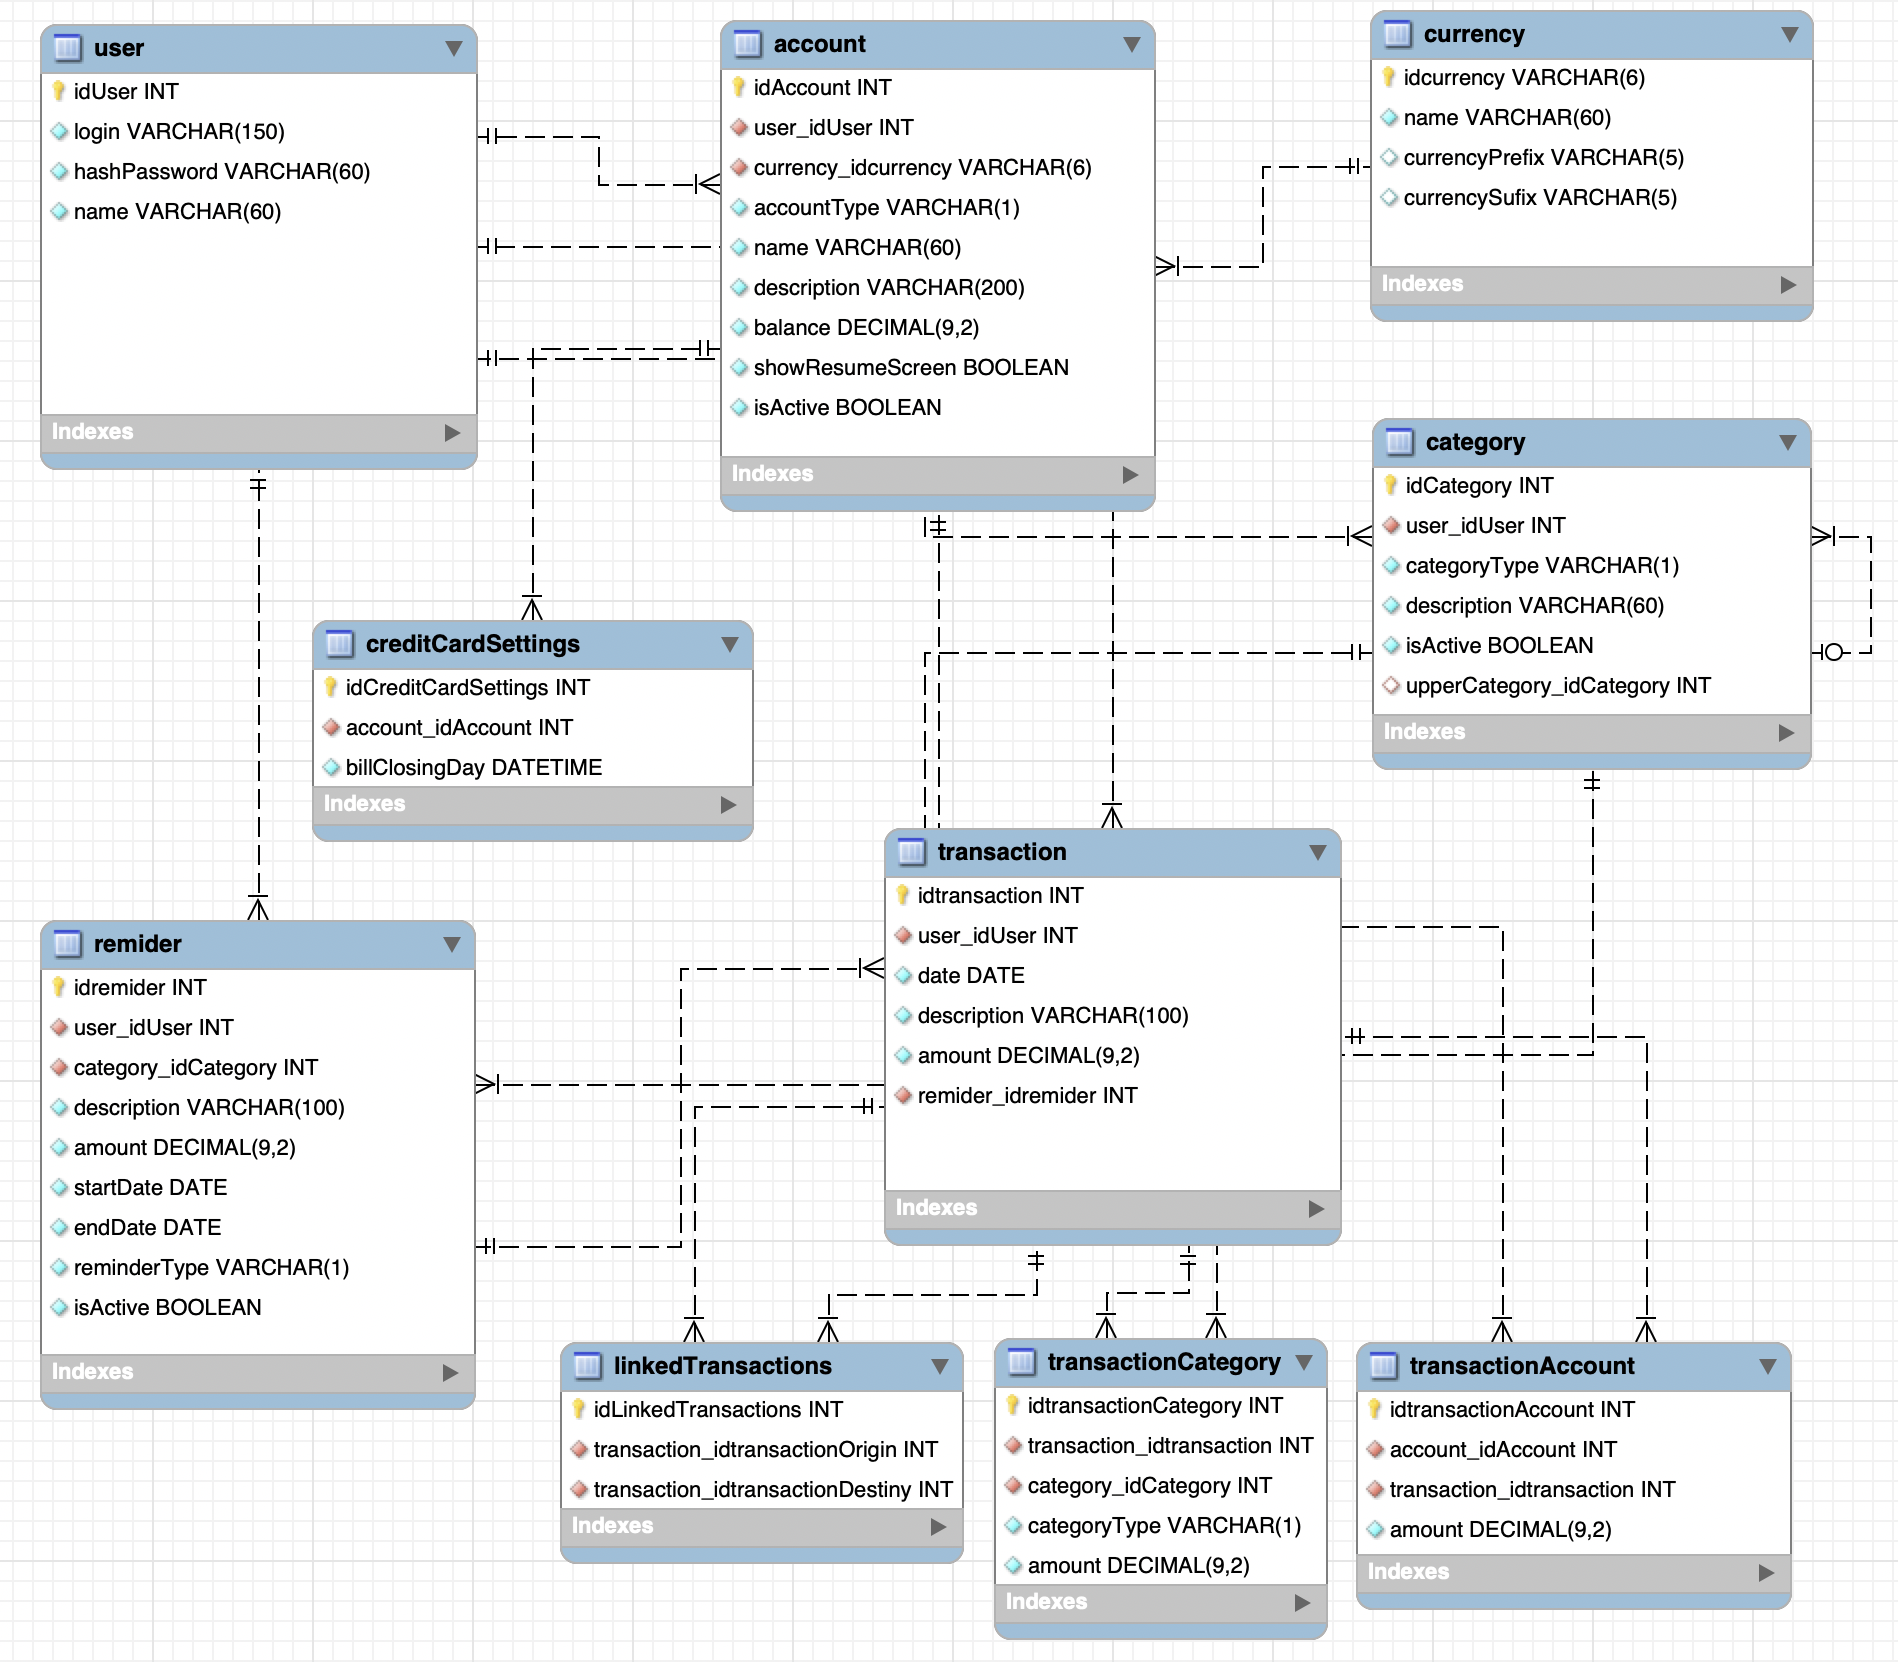 user
idUser INT
login VARCHAR(150)
hashPassword VARCHAR(60)
name VARCHAR(60)
Indexes
account
idAccount INT
user_idUser INT
currency_idcurrency VARCHAR(6)
accountType VARCHAR(1)
name VARCHAR(60)
description VARCHAR(200)
balance DECIMAL(9,2)
showResumeScreen BOOLEAN
isActive BOOLEAN
Indexes
currency
idcurrency VARCHAR(6)
name VARCHAR(60)
currencyPrefix VARCHAR(5)
currencySufix VARCHAR(5)
Indexes
category
idCategory INT
user_idUser INT
categoryType VARCHAR(1)
description VARCHAR(60)
isActive BOOLEAN
upperCategory_idCategory INT
Indexes
creditCardSettings
idCreditCardSettings INT
account_idAccount INT
billClosingDay DATETIME
Indexes
transaction
idtransaction INT
user_idUser INT
date DATE
description VARCHAR(100)
amount DECIMAL(9,2)
remider_idremider INT
Indexes
remider
idremider INT
user_idUser INT
category_idCategory INT
description VARCHAR(100)
amount DECIMAL(9,2)
startDate DATE
endDate DATE
reminderType VARCHAR(1)
isActive BOOLEAN
Indexes
linkedTransactions
idLinkedTransactions INT
transaction_idtransactionOrigin INT
transaction_idtransactionDestiny INT
Indexes
transactionCategory
idtransactionCategory INT
transaction_idtransaction INT
category_idCategory INT
categoryType VARCHAR(1)
amount DECIMAL(9,2)
Indexes
transactionAccount
idtransactionAccount INT
account_idAccount INT
transaction_idtransaction INT
amount DECIMAL(9,2)
Indexes